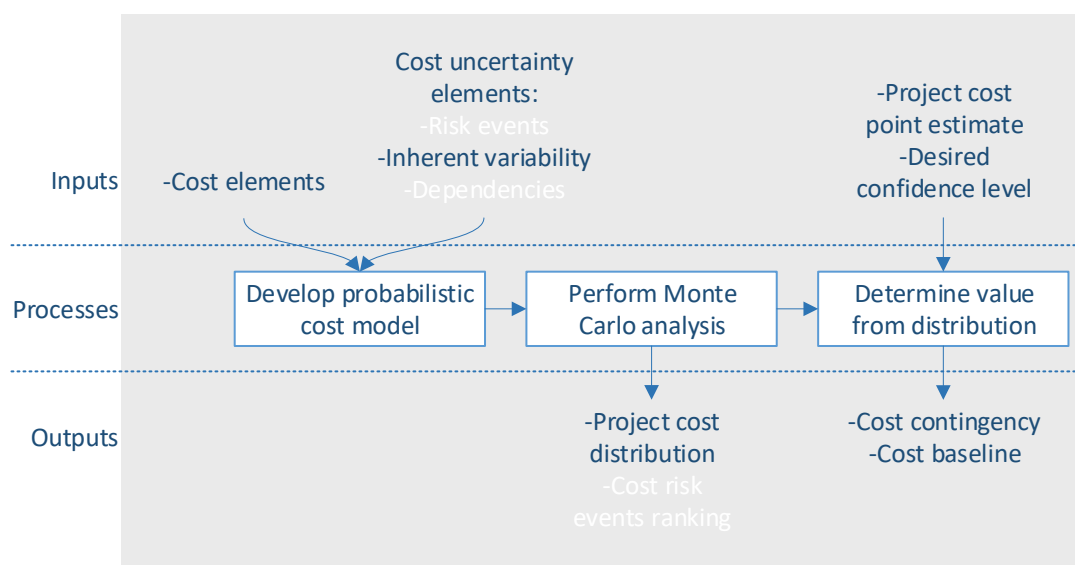 Inputs
-Cost elements
Cost uncertainty
elements:
-Risk events
-Inherent variability
-Dependencies
-Project cost
point estimate
-Desired
confidence level
Processes
Develop probabilistic
cost model
Perform Monte
Carlo analysis
Determine value
from distribution
Outputs
-Project cost
distribution
-Cost risk
events ranking
-Cost contingency
-Cost baseline